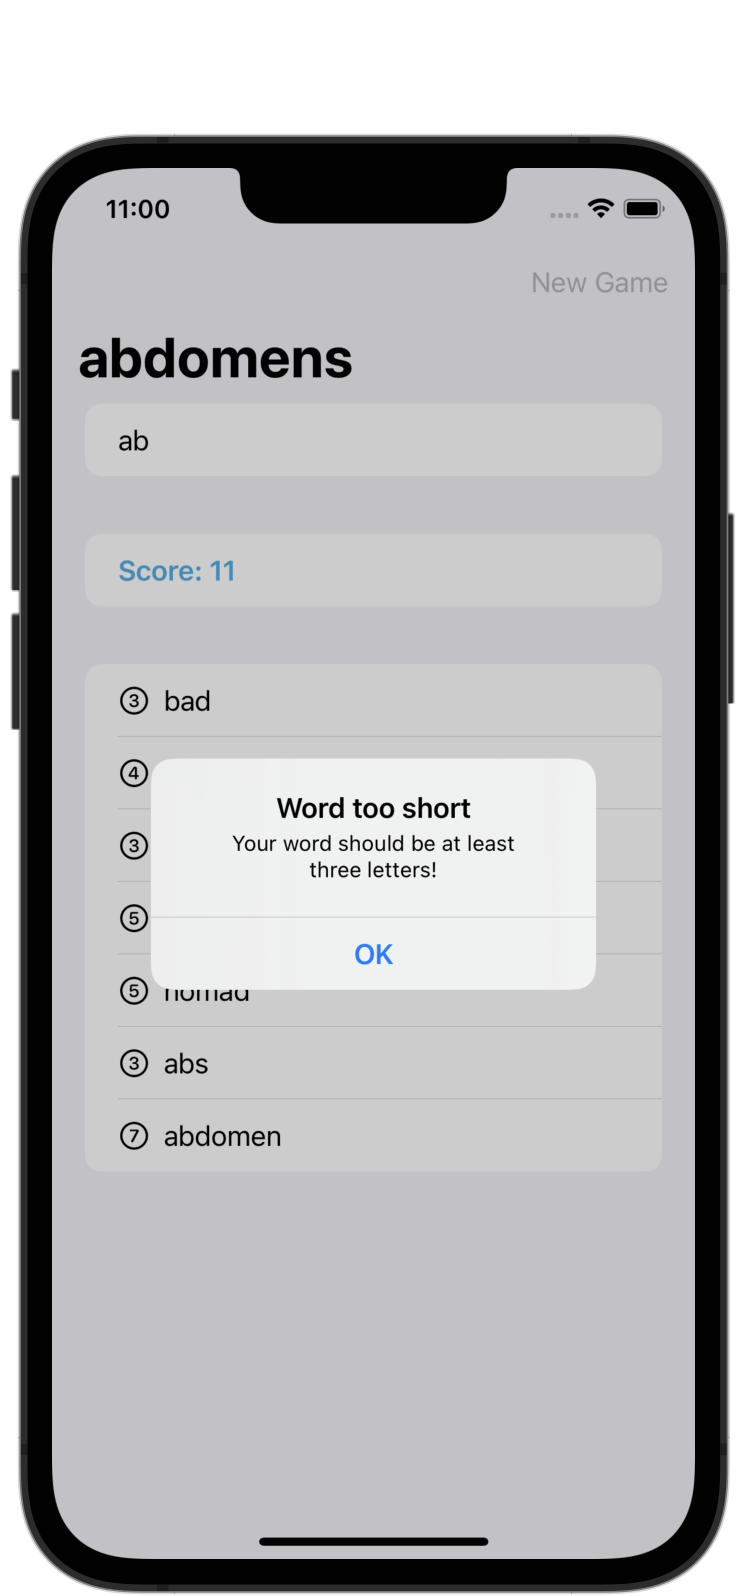 11:00
New Game
abdomens
ab
Score: 11
3 bad
4
3
5
Word too short
Your word should be at least
three letters!
OK
5 nomad
3 abs
7 abdomen